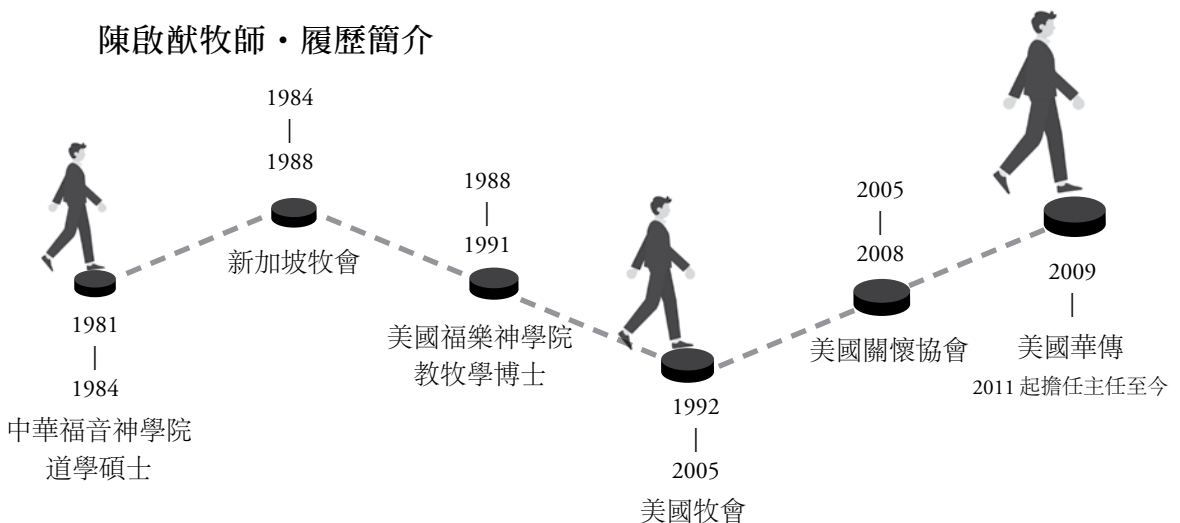 陳啟猷牧師・履歷簡介
1981
|
1984
中華福音神學院
道學碩士
1984
|
1988
新加坡牧會
1988
|
1991
美國福樂神學院
教牧學博士
1992
|
2005
美國牧會
2005
|
2008
美國關懷協會
2009
|
美國華傳
2011 起擔任主任至今